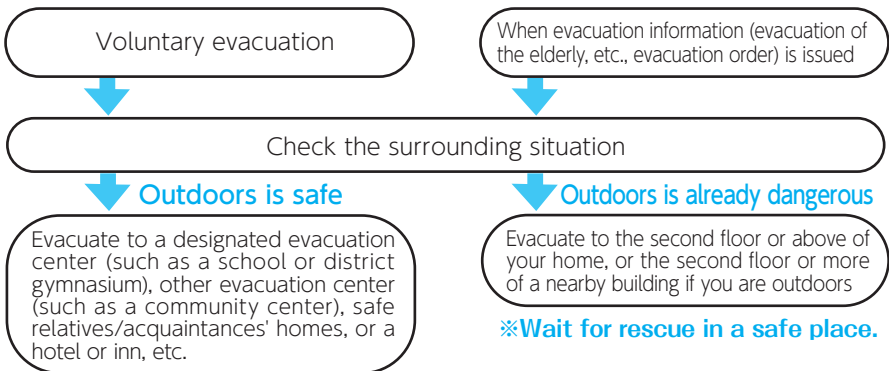 Voluntary evacuation
When evacuation information (evacuation of
the elderly, etc., evacuation order) is issued
Check the surrounding situation
Outdoors is safe
Outdoors is already dangerous
Evacuate to a designated evacuation
center (such as a school or district
gymnasium), other evacuation center
(such as a community center), safe
relatives/acquaintances' homes, or a
hotel or inn, etc.
Evacuate to the second floor or above of
your home, or the second floor or more
of a nearby building if you are outdoors
※Wait for rescue in a safe place.